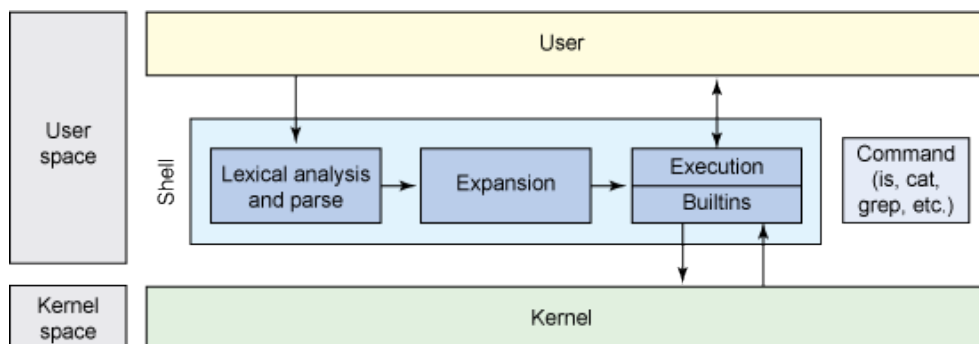 User
User
space
Shell
Lexical analysis
and parse
Expansion
Execution
Builtins
Command
(is, cat,
grep, etc.)
Kernel
space
Kernel